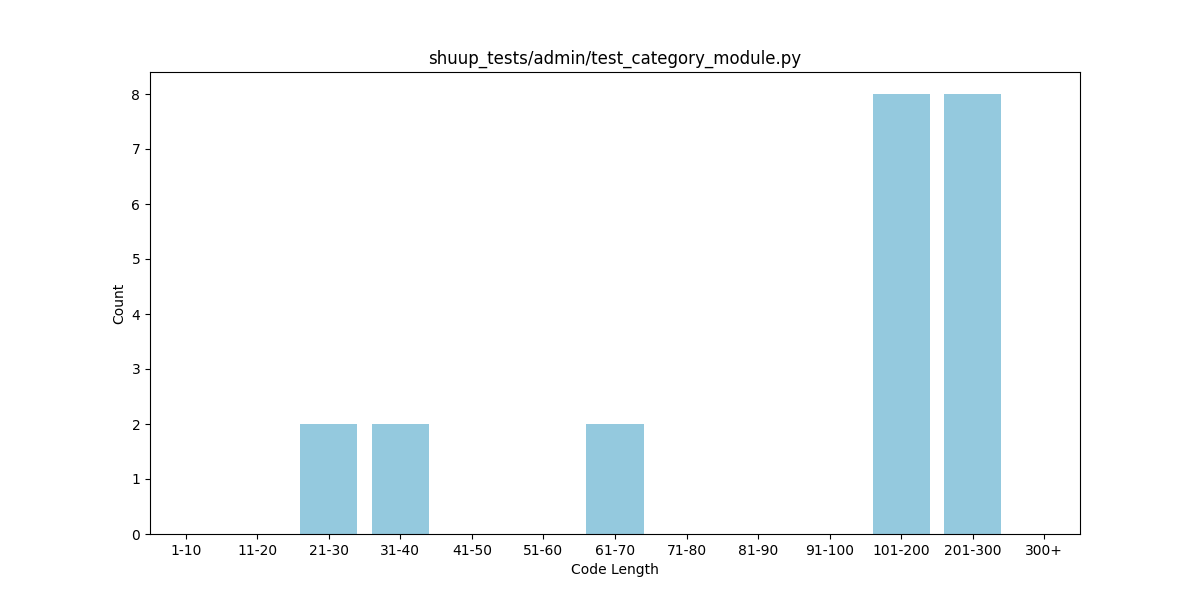 shuup_tests/admin/test_category_module.py
8
7
6
5
4
3
2
1
0
Count
1-10 11-20 21-30 31-40 41-50 51-60 61-70 71-80 81-90 91-100 101-200 201-300 300+
Code Length